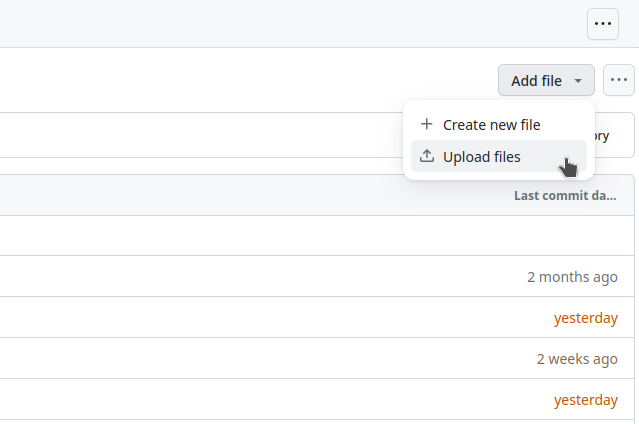 Add file
Create new file
ory
Upload files
Last commit da...
2 months ago
yesterday
2 weeks ago
yesterday